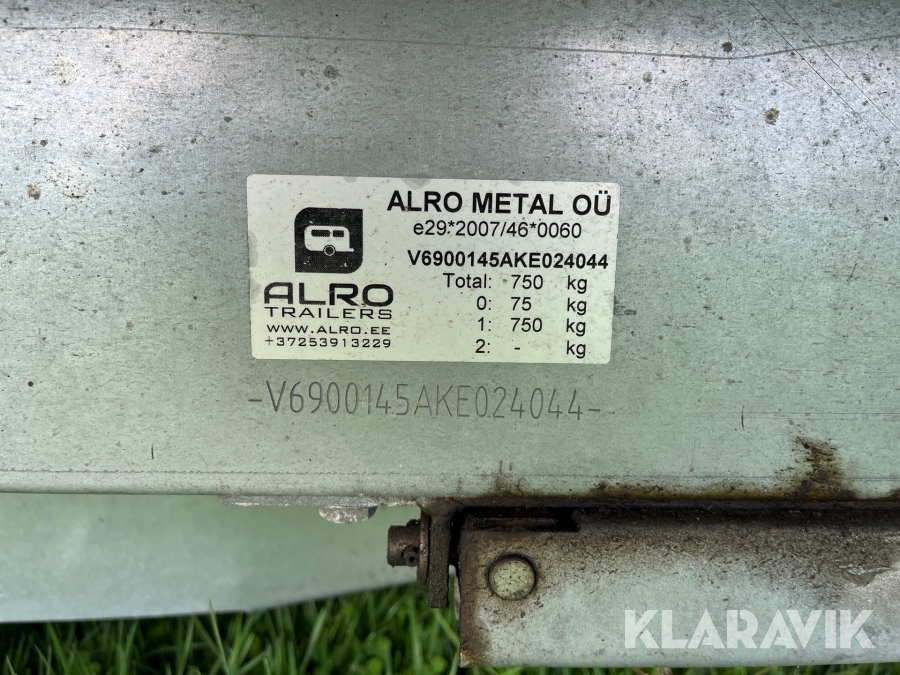 ALRO METAL OÜ
e29*2007/46*0060
V6900145AKE024044
Total: 750 kg
0: 75 kg
1: 750 kg
2: - kg
ALRO
TRAILERS
WWW.ALRO.EE
+37253913229
-V6900145AKE024044-
KLARAVIK